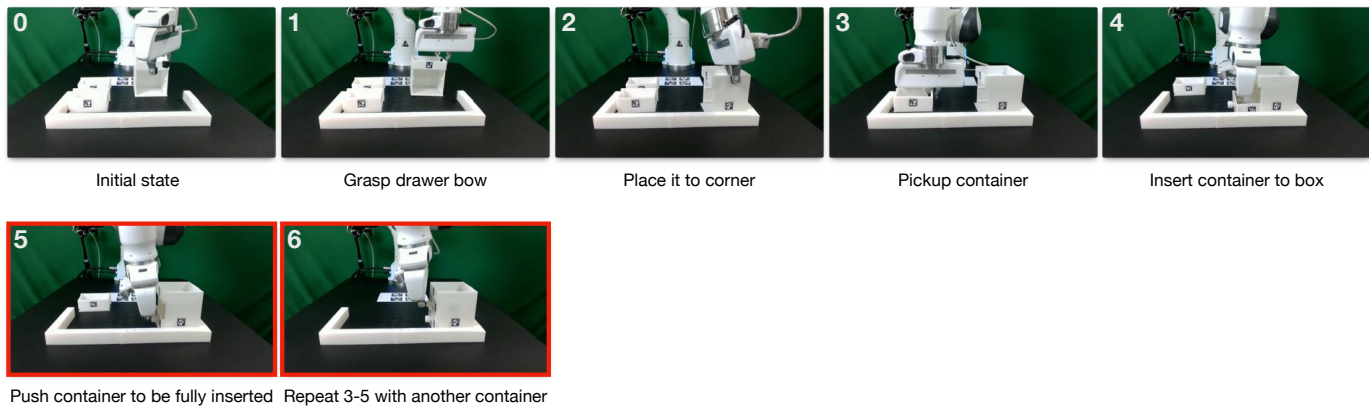 0
1
2
3
4
Initial state
Grasp drawer bow
Place it to corner
Pickup container
Insert container to box
5
6
Push container to be fully inserted
Repeat 3-5 with another container